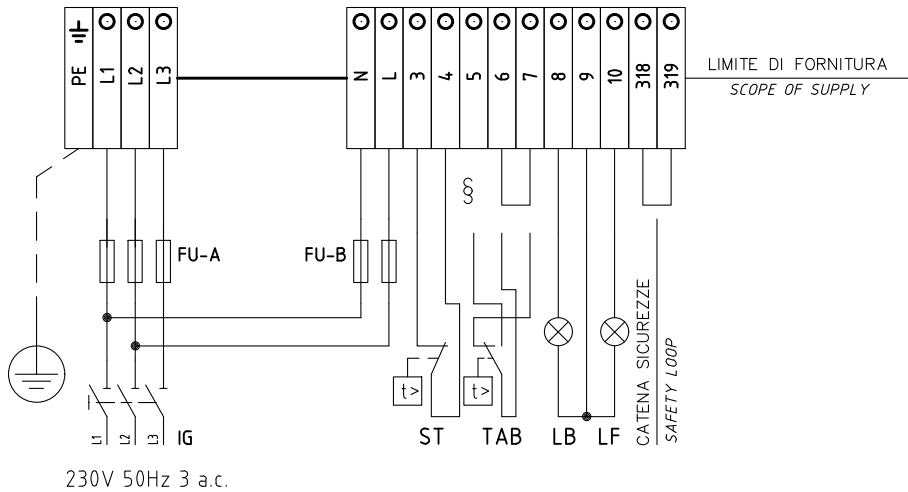 PE L1 L2 L3 N L 3 4 5 6 7 8 9 10 318 319
LIMITE DI FORNITURA
SCOPE OF SUPPLY
§
FU-A
FU-B
CATENA SICUREZZE
SAFETY LOOP
t>
t>
L1 L2 L3 IG
ST TAB LB LF
230V 50Hz 3 a.c.